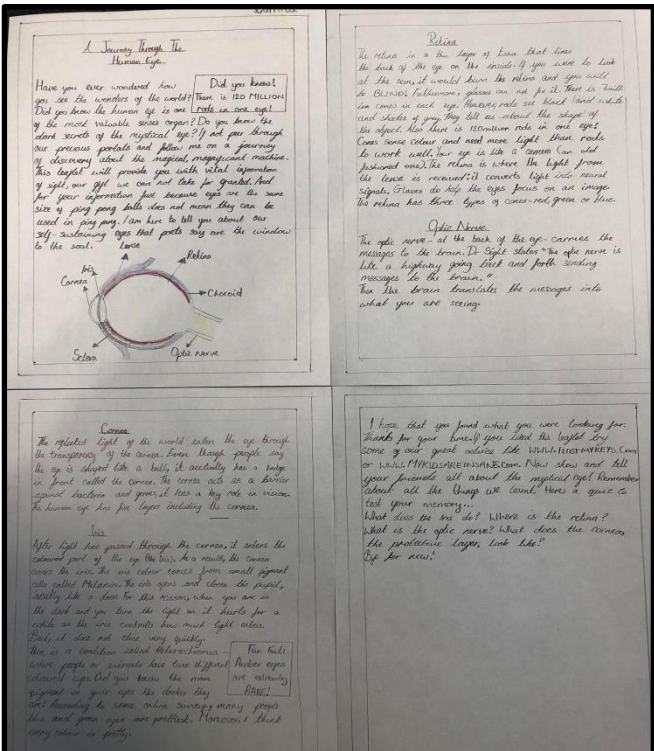 A Journey Through The
Human Eye
Have you ever wondered how
you see the wonders of the world?
Did you know the human eye is one
of the most valuable senses organ? Do you know the
dark secrets of the mystical eye? If not peer through
our precious portals and follow me on a journey
of discovery about the magical, magnificand machine.
This leaflet will provide you with vital information
of sight, our gift we can not take for granted. And
for your information just because eyes are the same
size of ping pong balls does not mean they can be
used in ping pong. I am here to tell you about our
self-sustaining eyes that poets say are the window
to the soul.
Did you know!
There is 120 MILLION
rods in one eye!
Lense
Retina
Iris
Cornea
Choroid
Sclera
Optic nerve
Retina
The retina is a thin layer of tissue that lines
the back of the eye on the inside. If you were to look
at the sun, it would burn the retina and you will
be BLIND! Futhermore, glasses can not fix it. There is 7 mill-
ion cones in each eye. However, rods see black and white
and shades of grey, they tell us about the shape of
the object. Also there is 120 million rods in one eye!
Cones sense colour and need more light than rods
to work well. Your eye is like a camera (an old
fashioned one). The retina is where the light from
the lense is received: it converts light into neural
signals. Glasses do help the eyes focus on an image
the retina has three types of cones - red, green or blue.
Optic Nerve
The optic nerve - at the back of the eye - carries the
messages to the brain. Dr Sight states "The optic nerve is
like a highway going back and forth sending
messages to the brain."
Then the brain translates the messages into
what you are seeing.
Cornea
The reflected light of the world enters the eye through
the transparency of the cornea. Even though people say
the eye is shaped like a ball, it acctually has a bulge
in front called the cornea. The cornea acts as a barrier
against bacteria and germs, it has a key role in vision.
The human eye has five layers including the cornea.
Iris
After light has passed through the cornea, it enters the
coloured part of the eye (the iris). As a result, the cornea
covers the iris. The iris colour comes from small pigment
cells called Melanin. The iris opens and closes the pupil,
exactly like a door. For this reason, when you are in
the dark and you turn the light on it hurts for a
while as the iris controlls how much light enters.
But, it does not close very quickly.
There is a condition called Heterochromia -
where people or animals have two different
coloured eyes. Did you know the more
pigment in your eyes the darker they
are! According to some online surveys, many people
blue and green eyes are prettiest. Moreover, I think
every colour is pretty.
Fun Fact!
Amber eyes
are extremely
RARE!
I hope that you found what you were looking for.
Thanks for your time. If you liked this leaflet try
some of our great advice like WWW.ILOSTMYKEYS.Com
or WWW.MYKIDSAREINSANE.Com. Now show and tell
your friends all about the mystical eye! Remember
about all the things we learnt. Here's a quiz to
test your memory...
What does the iris do? Where is the retina?
What is the optic nerve? What does the cornea,
the protective layer, look like?
Bye for now!